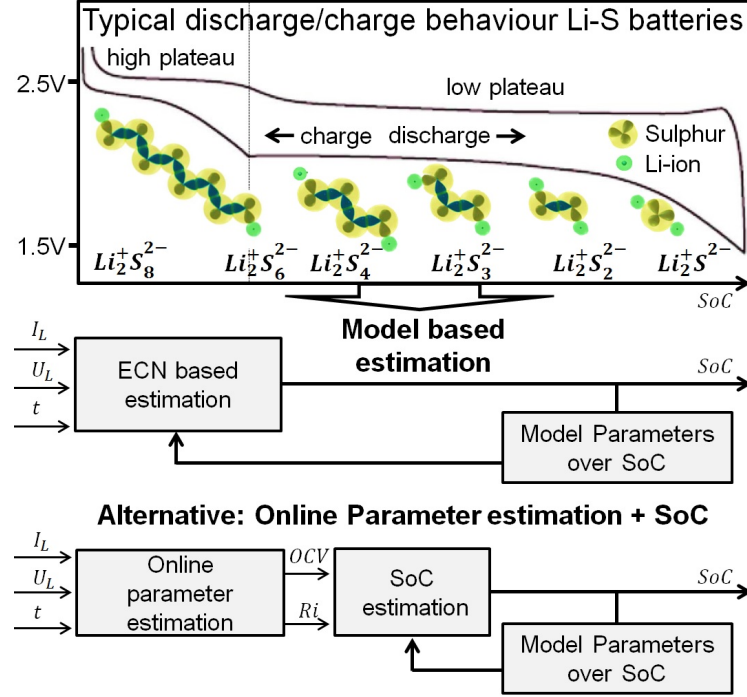 Typical discharge/charge behaviour Li-S batteries
high plateau
2.5V
low plateau
charge discharge
Sulphur
Li-ion
1.5V
Li₂⁺S₈²⁻ Li₂⁺S₆²⁻ Li₂⁺S₄²⁻ Li₂⁺S₃²⁻ Li₂⁺S₂²⁻ Li₂⁺S²⁻
SoC
Model based
estimation
I_L
U_L
t
ECN based
estimation
SoC
Model Parameters
over SoC
Alternative: Online Parameter estimation + SoC
I_L
U_L
t
Online
parameter
estimation
OCV
Ri
SoC
estimation
SoC
Model Parameters
over SoC